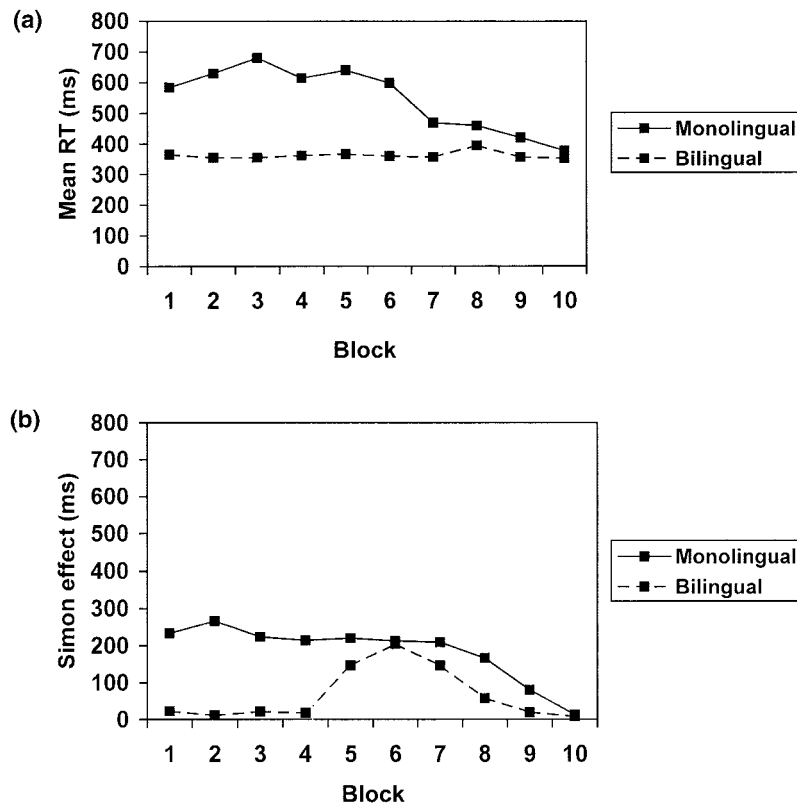 (a)
800
700
600
500
400
300
200
100
0
Mean RT (ms)
1 2 3 4 5 6 7 8 9 10
Block
Monolingual
Bilingual
(b)
800
700
600
500
400
300
200
100
0
Simon effect (ms)
1 2 3 4 5 6 7 8 9 10
Block
Monolingual
Bilingual